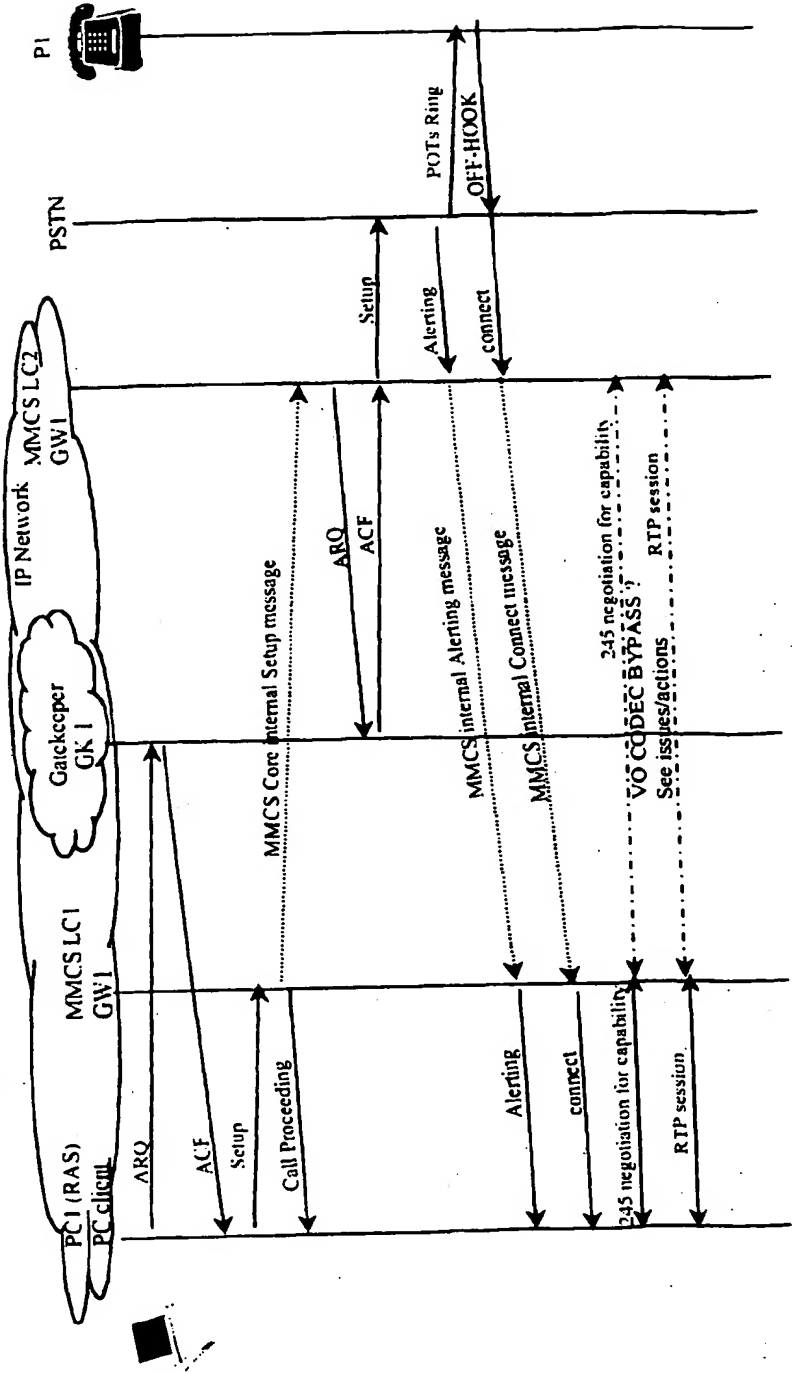 PC1 (RAS)
PC client
MMCS LC1
GW1
Gatekeeper
GK 1
IP Network
MMCS LC2
GW1
PSTN
P1
ARQ
ACF
Setup
Call Proceeding
MMCS Core Internal Setup message
ARQ
ACF
Setup
Alerting
POTs Ring
OFF-HOOK
connect
MMCS internal Alerting message
MMCS internal Connect message
Alerting
connect
245 negotiation for capability
RTP session
245 negotiation for capability
VO CODEC BYPASS ?
See issues/actions
RTP session